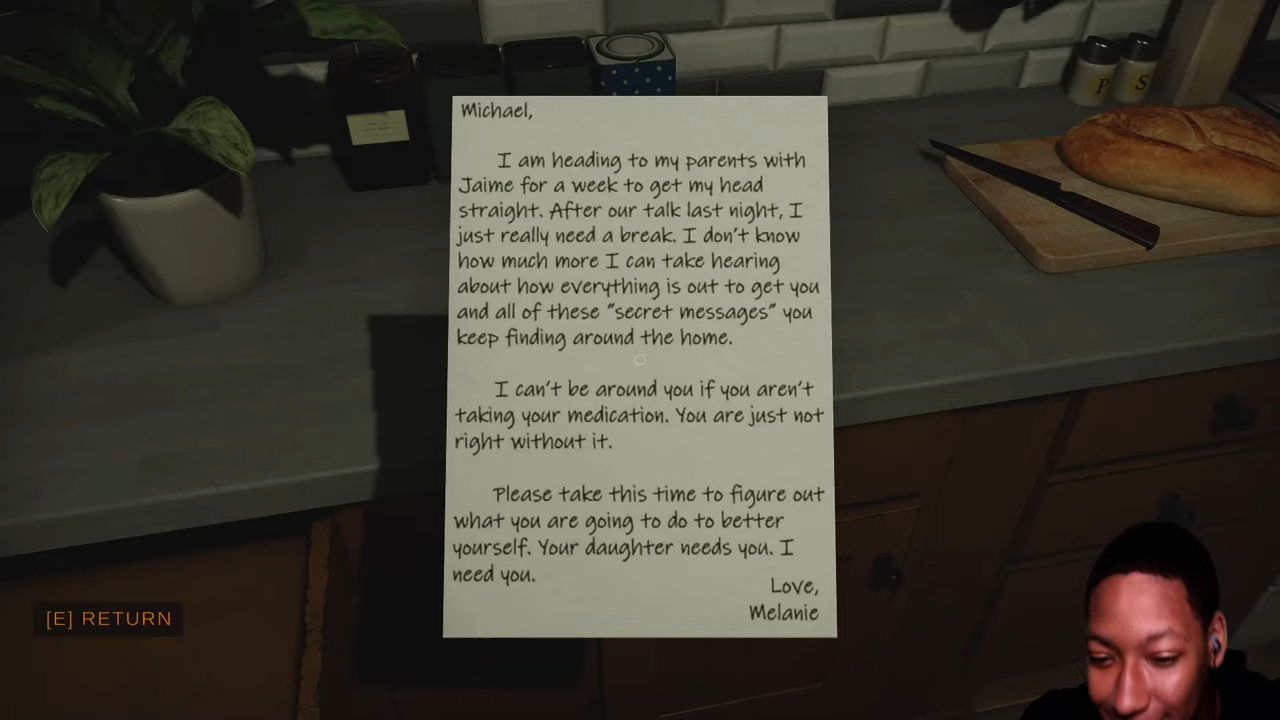 Michael,
I am heading to my parents with
Jaime for a week to get my head
straight. After our talk last night, I
just really need a break. I don't know
how much more I can take hearing
about how everything is out to get you
and all of these "secret messages" you
keep finding around the home.
I can't be around you if you aren't
taking your medication. You are just not
right without it.
Please take this time to figure out
what you are going to do to better
yourself. Your daughter needs you. I
need you.
Love,
Melanie
P S
[E] RETURN